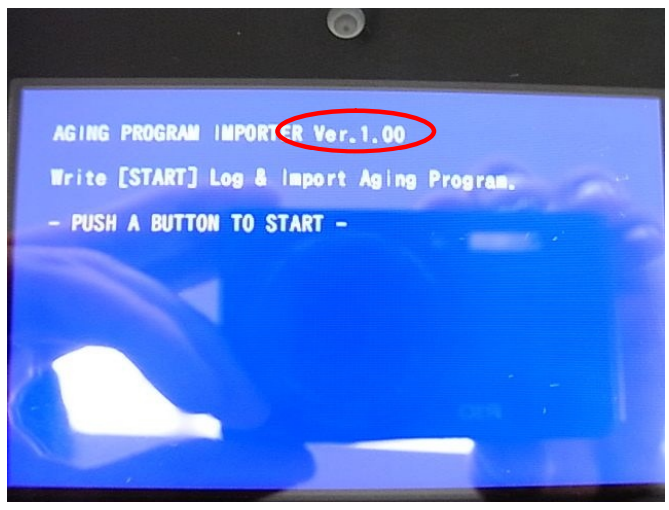 AGING PROGRAM IMPORTER Ver.1.00
Write [START] Log & Import Aging Program.
- PUSH A BUTTON TO START -